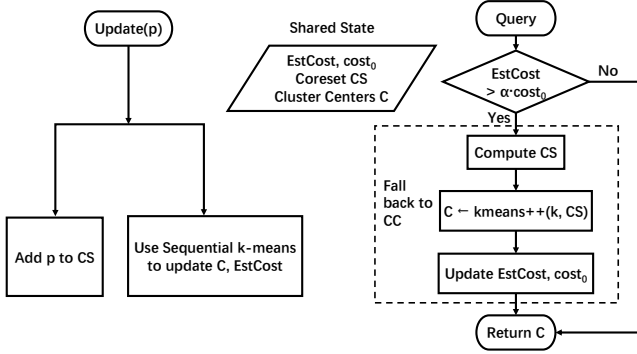 Update(p)
Add p to CS
Use Sequential k-means
to update C, EstCost
Shared State
EstCost, cost₀
Coreset CS
Cluster Centers C
Query
EstCost
> α·cost₀
No
Yes
Fall
back to
CC
Compute CS
C ← kmeans++(k, CS)
Update EstCost, cost₀
Return C